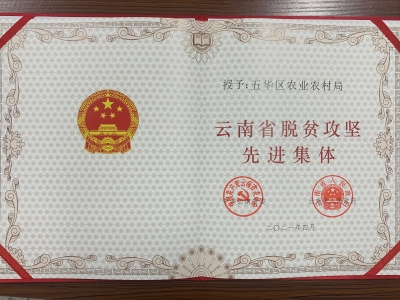 授予：五华区农业农村局
云南省脱贫攻坚
先进集体
二〇二一年四月